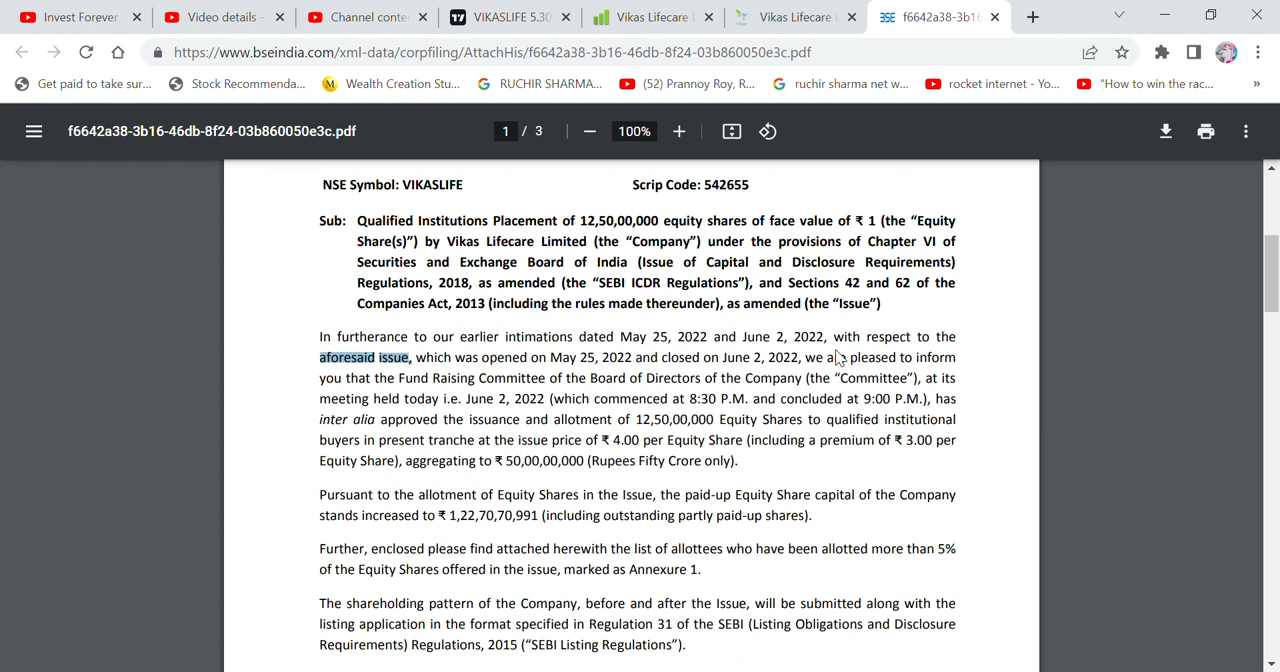 Invest Forever
Video details -
Channel conte
VIKASLIFE 5.30
Vikas Lifecare
Vikas Lifecare
BSE f6642a38-3b16
https://www.bseindia.com/xml-data/corpfiling/AttachHis/f6642a38-3b16-46db-8f24-03b860050e3c.pdf
Get paid to take sur...
Stock Recommenda...
M Wealth Creation Stu...
RUCHIR SHARMA...
(52) Prannoy Roy, R...
ruchir sharma net w...
rocket internet - Yo...
"How to win the rac...
»
f6642a38-3b16-46db-8f24-03b860050e3c.pdf
1 / 3
100%
NSE Symbol: VIKASLIFE Scrip Code: 542655
Sub: Qualified Institutions Placement of 12,50,00,000 equity shares of face value of ₹ 1 (the “Equity
Share(s)”) by Vikas Lifecare Limited (the “Company”) under the provisions of Chapter VI of
Securities and Exchange Board of India (Issue of Capital and Disclosure Requirements)
Regulations, 2018, as amended (the “SEBI ICDR Regulations”), and Sections 42 and 62 of the
Companies Act, 2013 (including the rules made thereunder), as amended (the “Issue”)
In furtherance to our earlier intimations dated May 25, 2022 and June 2, 2022, with respect to the
aforesaid issue, which was opened on May 25, 2022 and closed on June 2, 2022, we are pleased to inform
you that the Fund Raising Committee of the Board of Directors of the Company (the “Committee”), at its
meeting held today i.e. June 2, 2022 (which commenced at 8:30 P.M. and concluded at 9:00 P.M.), has
inter alia approved the issuance and allotment of 12,50,00,000 Equity Shares to qualified institutional
buyers in present tranche at the issue price of ₹ 4.00 per Equity Share (including a premium of ₹ 3.00 per
Equity Share), aggregating to ₹ 50,00,00,000 (Rupees Fifty Crore only).
Pursuant to the allotment of Equity Shares in the Issue, the paid-up Equity Share capital of the Company
stands increased to ₹ 1,22,70,70,991 (including outstanding partly paid-up shares).
Further, enclosed please find attached herewith the list of allottees who have been allotted more than 5%
of the Equity Shares offered in the issue, marked as Annexure 1.
The shareholding pattern of the Company, before and after the Issue, will be submitted along with the
listing application in the format specified in Regulation 31 of the SEBI (Listing Obligations and Disclosure
Requirements) Regulations, 2015 (“SEBI Listing Regulations”).